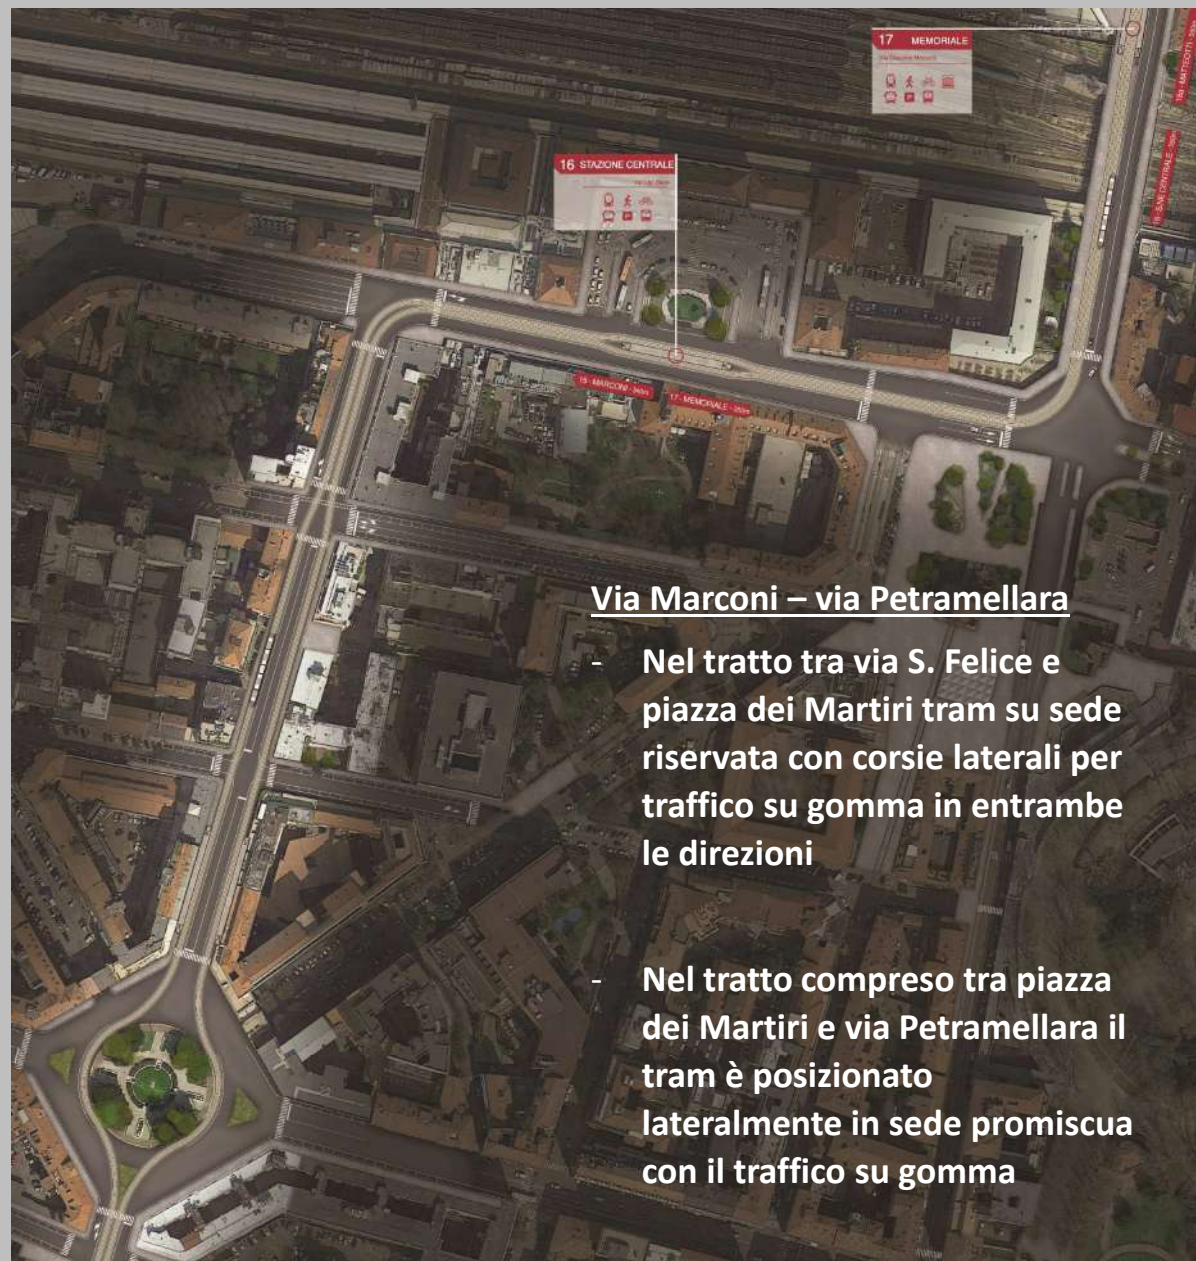 17 MEMORIALE
16 STAZIONE CENTRALE
15 - MARCONI - 340m
17 - MEMORIALE - 350m
Via Marconi – via Petramellara
- Nel tratto tra via S. Felice e
piazza dei Martiri tram su sede
riservata con corsie laterali per
traffico su gomma in entrambe
le direzioni
- Nel tratto compreso tra piazza
dei Martiri e via Petramellara il
tram è posizionato
lateralmente in sede promiscua
con il traffico su gomma